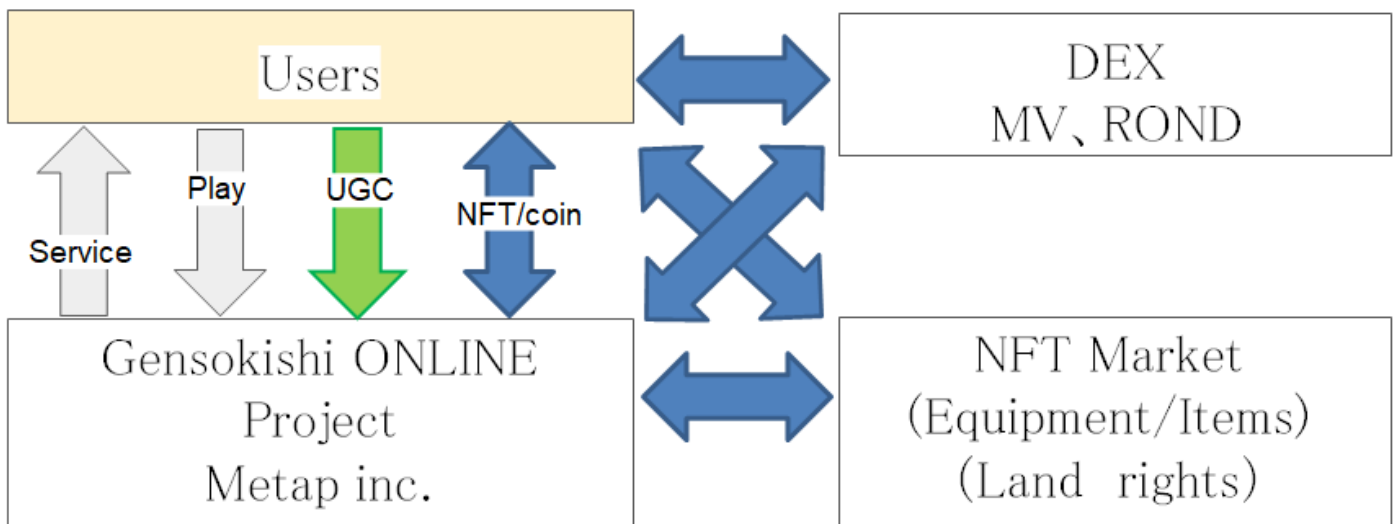 Users
DEX
MV、ROND
Play
UGC
NFT/coin
Service
Gensokishi ONLINE
Project
Metap inc.
NFT Market
(Equipment/Items)
(Land rights)